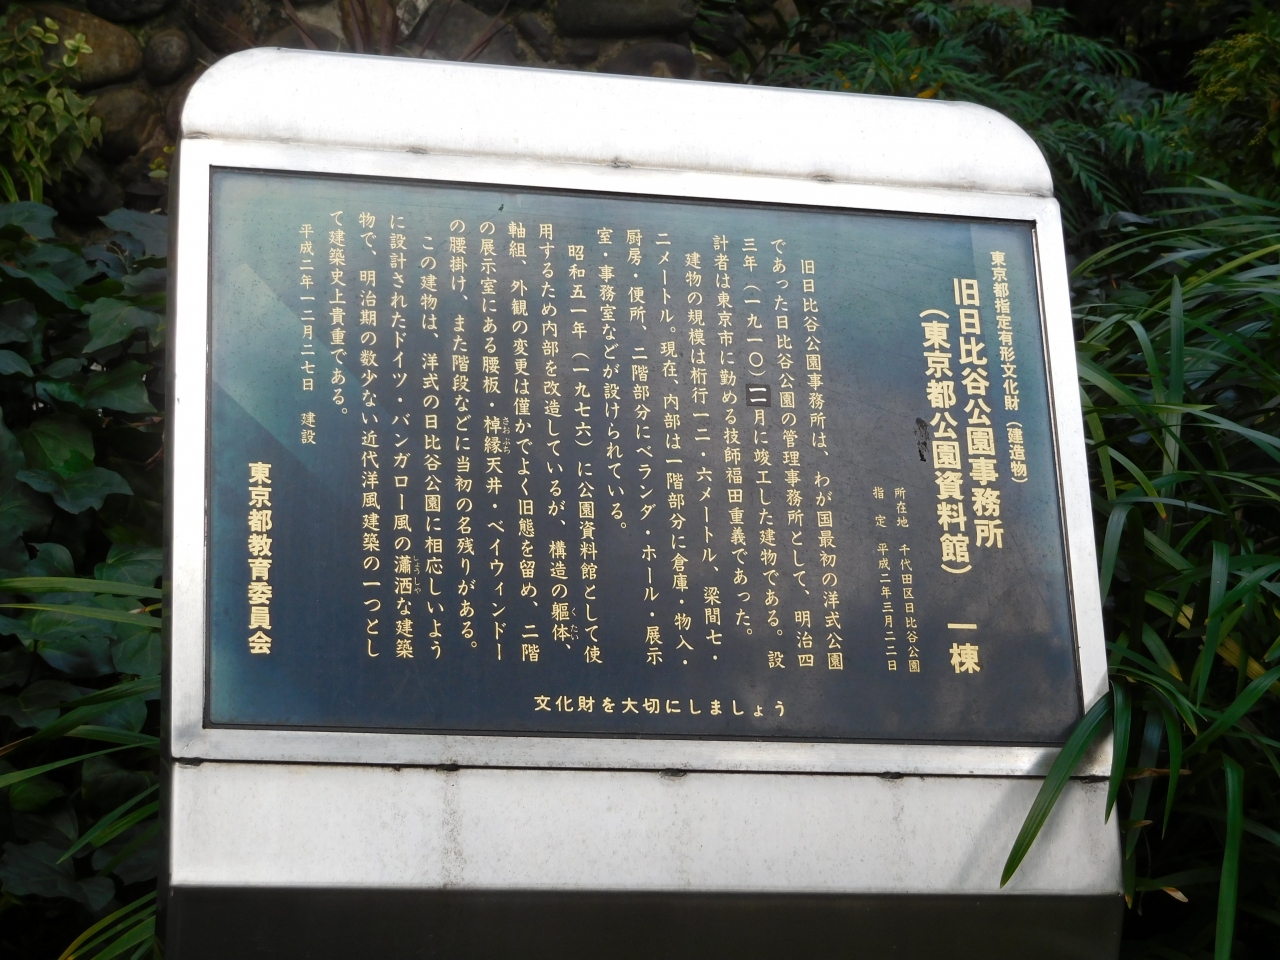 東京都指定有形文化財（建造物）
旧日比谷公園事務所
（東京都公園資料館）　一棟
所在地　千代田区日比谷公園
指　定　平成二年三月二二日
旧日比谷公園事務所は、わが国最初の洋式公園
であった日比谷公園の管理事務所として、明治四
三年（一九一〇）一一月に竣工した建物である。設
計者は東京市に勤める技師福田重義であった。
建物の規模は桁行一二・六メートル、梁間七・
二メートル。現在、内部は一階部分に倉庫・物入・
厨房・便所、二階部分にベランダ・ホール・展示
室・事務室などが設けられている。
昭和五一年（一九七六）に公園資料館として使
用するため内部を改造しているが、構造の軀体、
軸組、外観の変更は僅かでよく旧態を留め、二階
の展示室にある腰板・棹縁天井・ベイウィンドー
の腰掛け、また階段などに当初の名残りがある。
この建物は、洋式の日比谷公園に相応しいよう
に設計されたドイツ・バンガロー風の瀟洒な建築
物で、明治期の数少ない近代洋風建築の一つとし
て建築史上貴重である。
平成二年一二月二七日　建設
東京都教育委員会
文化財を大切にしましょう